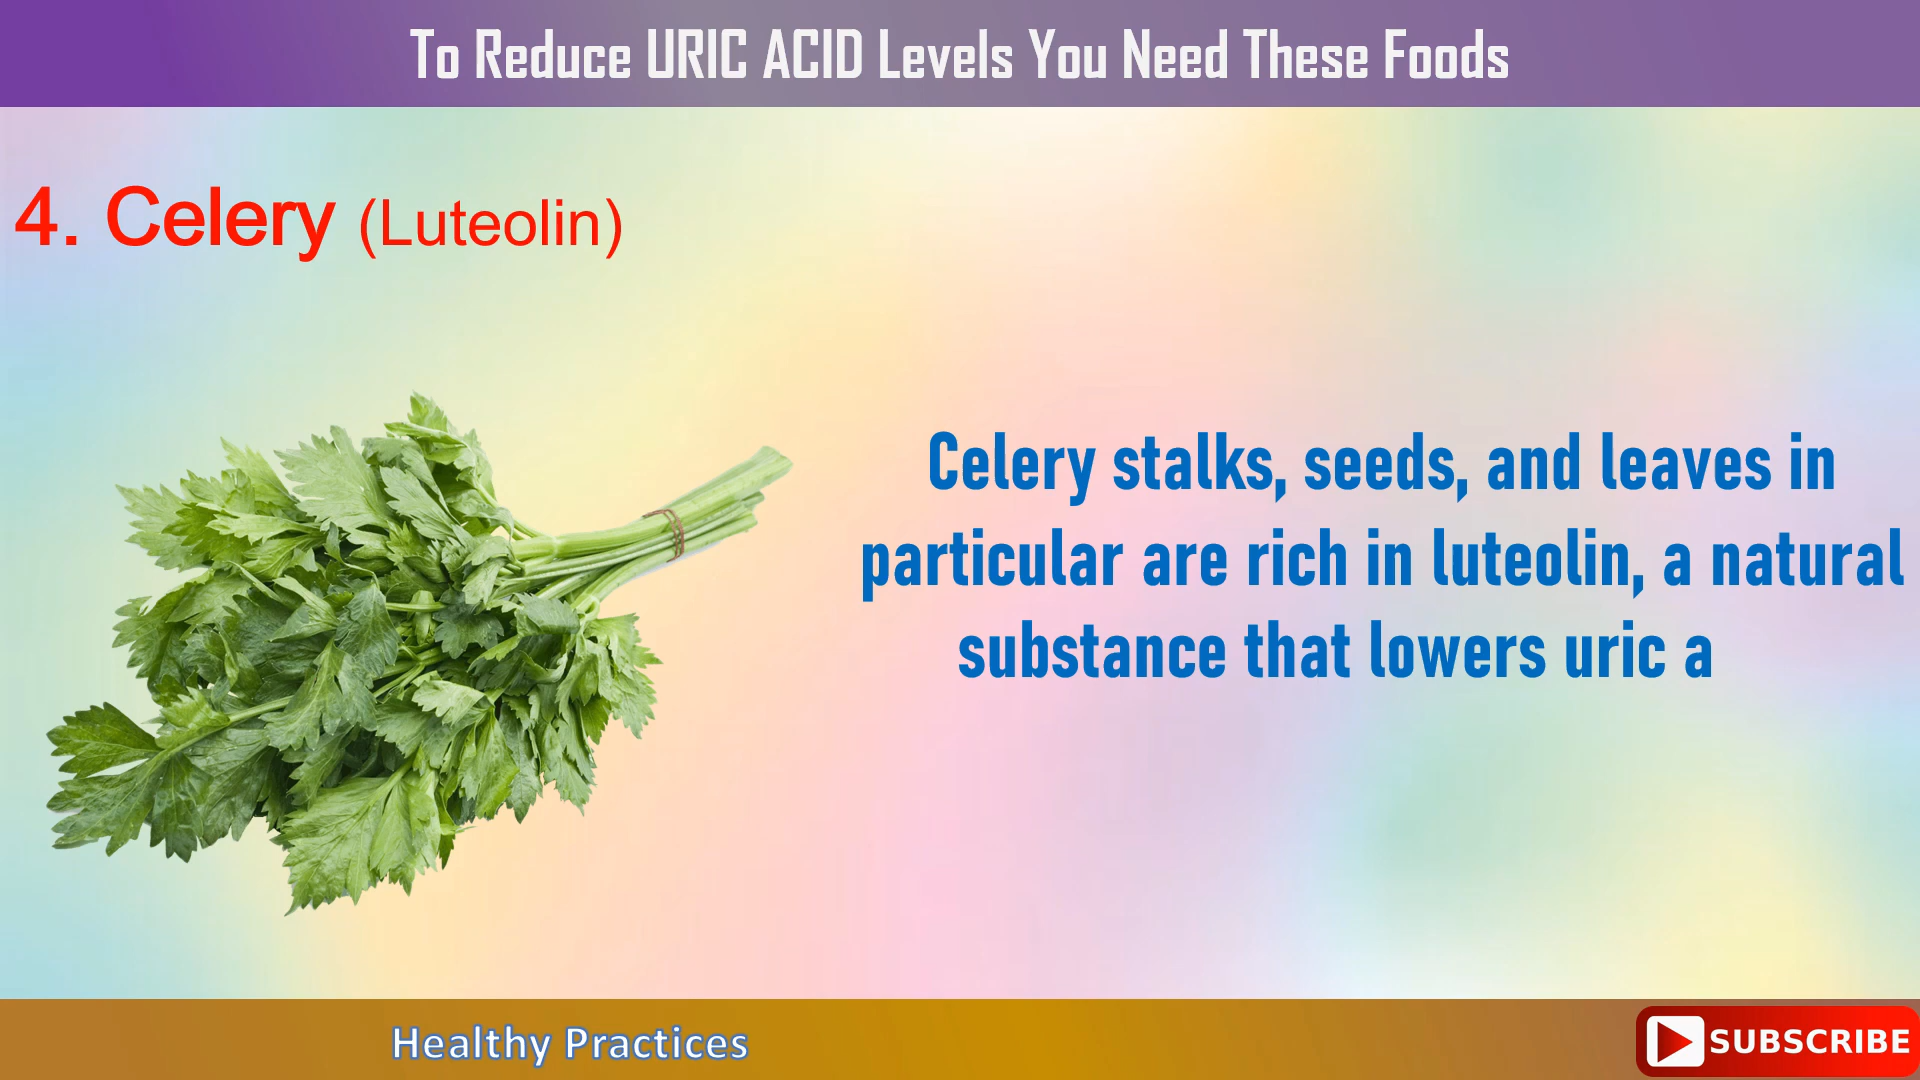 To Reduce URIC ACID Levels You Need These Foods
4. Celery (Luteolin)
Celery stalks, seeds, and leaves in
particular are rich in luteolin, a natural
substance that lowers uric a
Healthy Practices
SUBSCRIBE